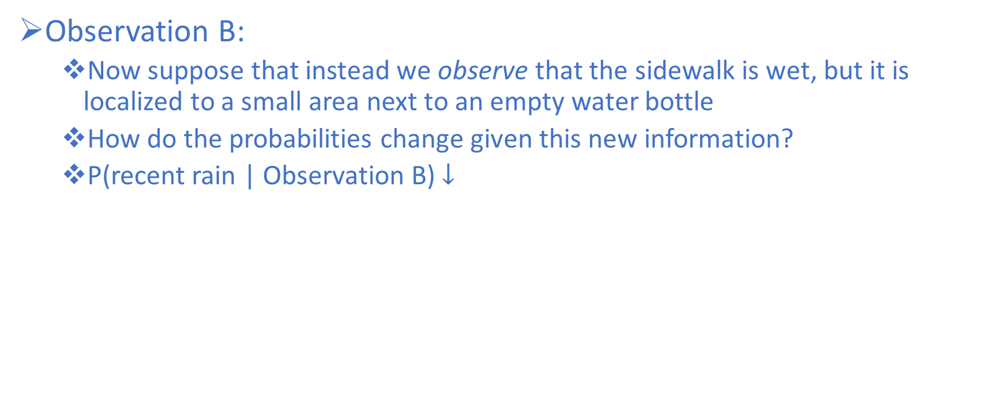 ➢Observation B:
❖Now suppose that instead we observe that the sidewalk is wet, but it is
localized to a small area next to an empty water bottle
❖How do the probabilities change given this new information?
❖P(recent rain | Observation B)↓